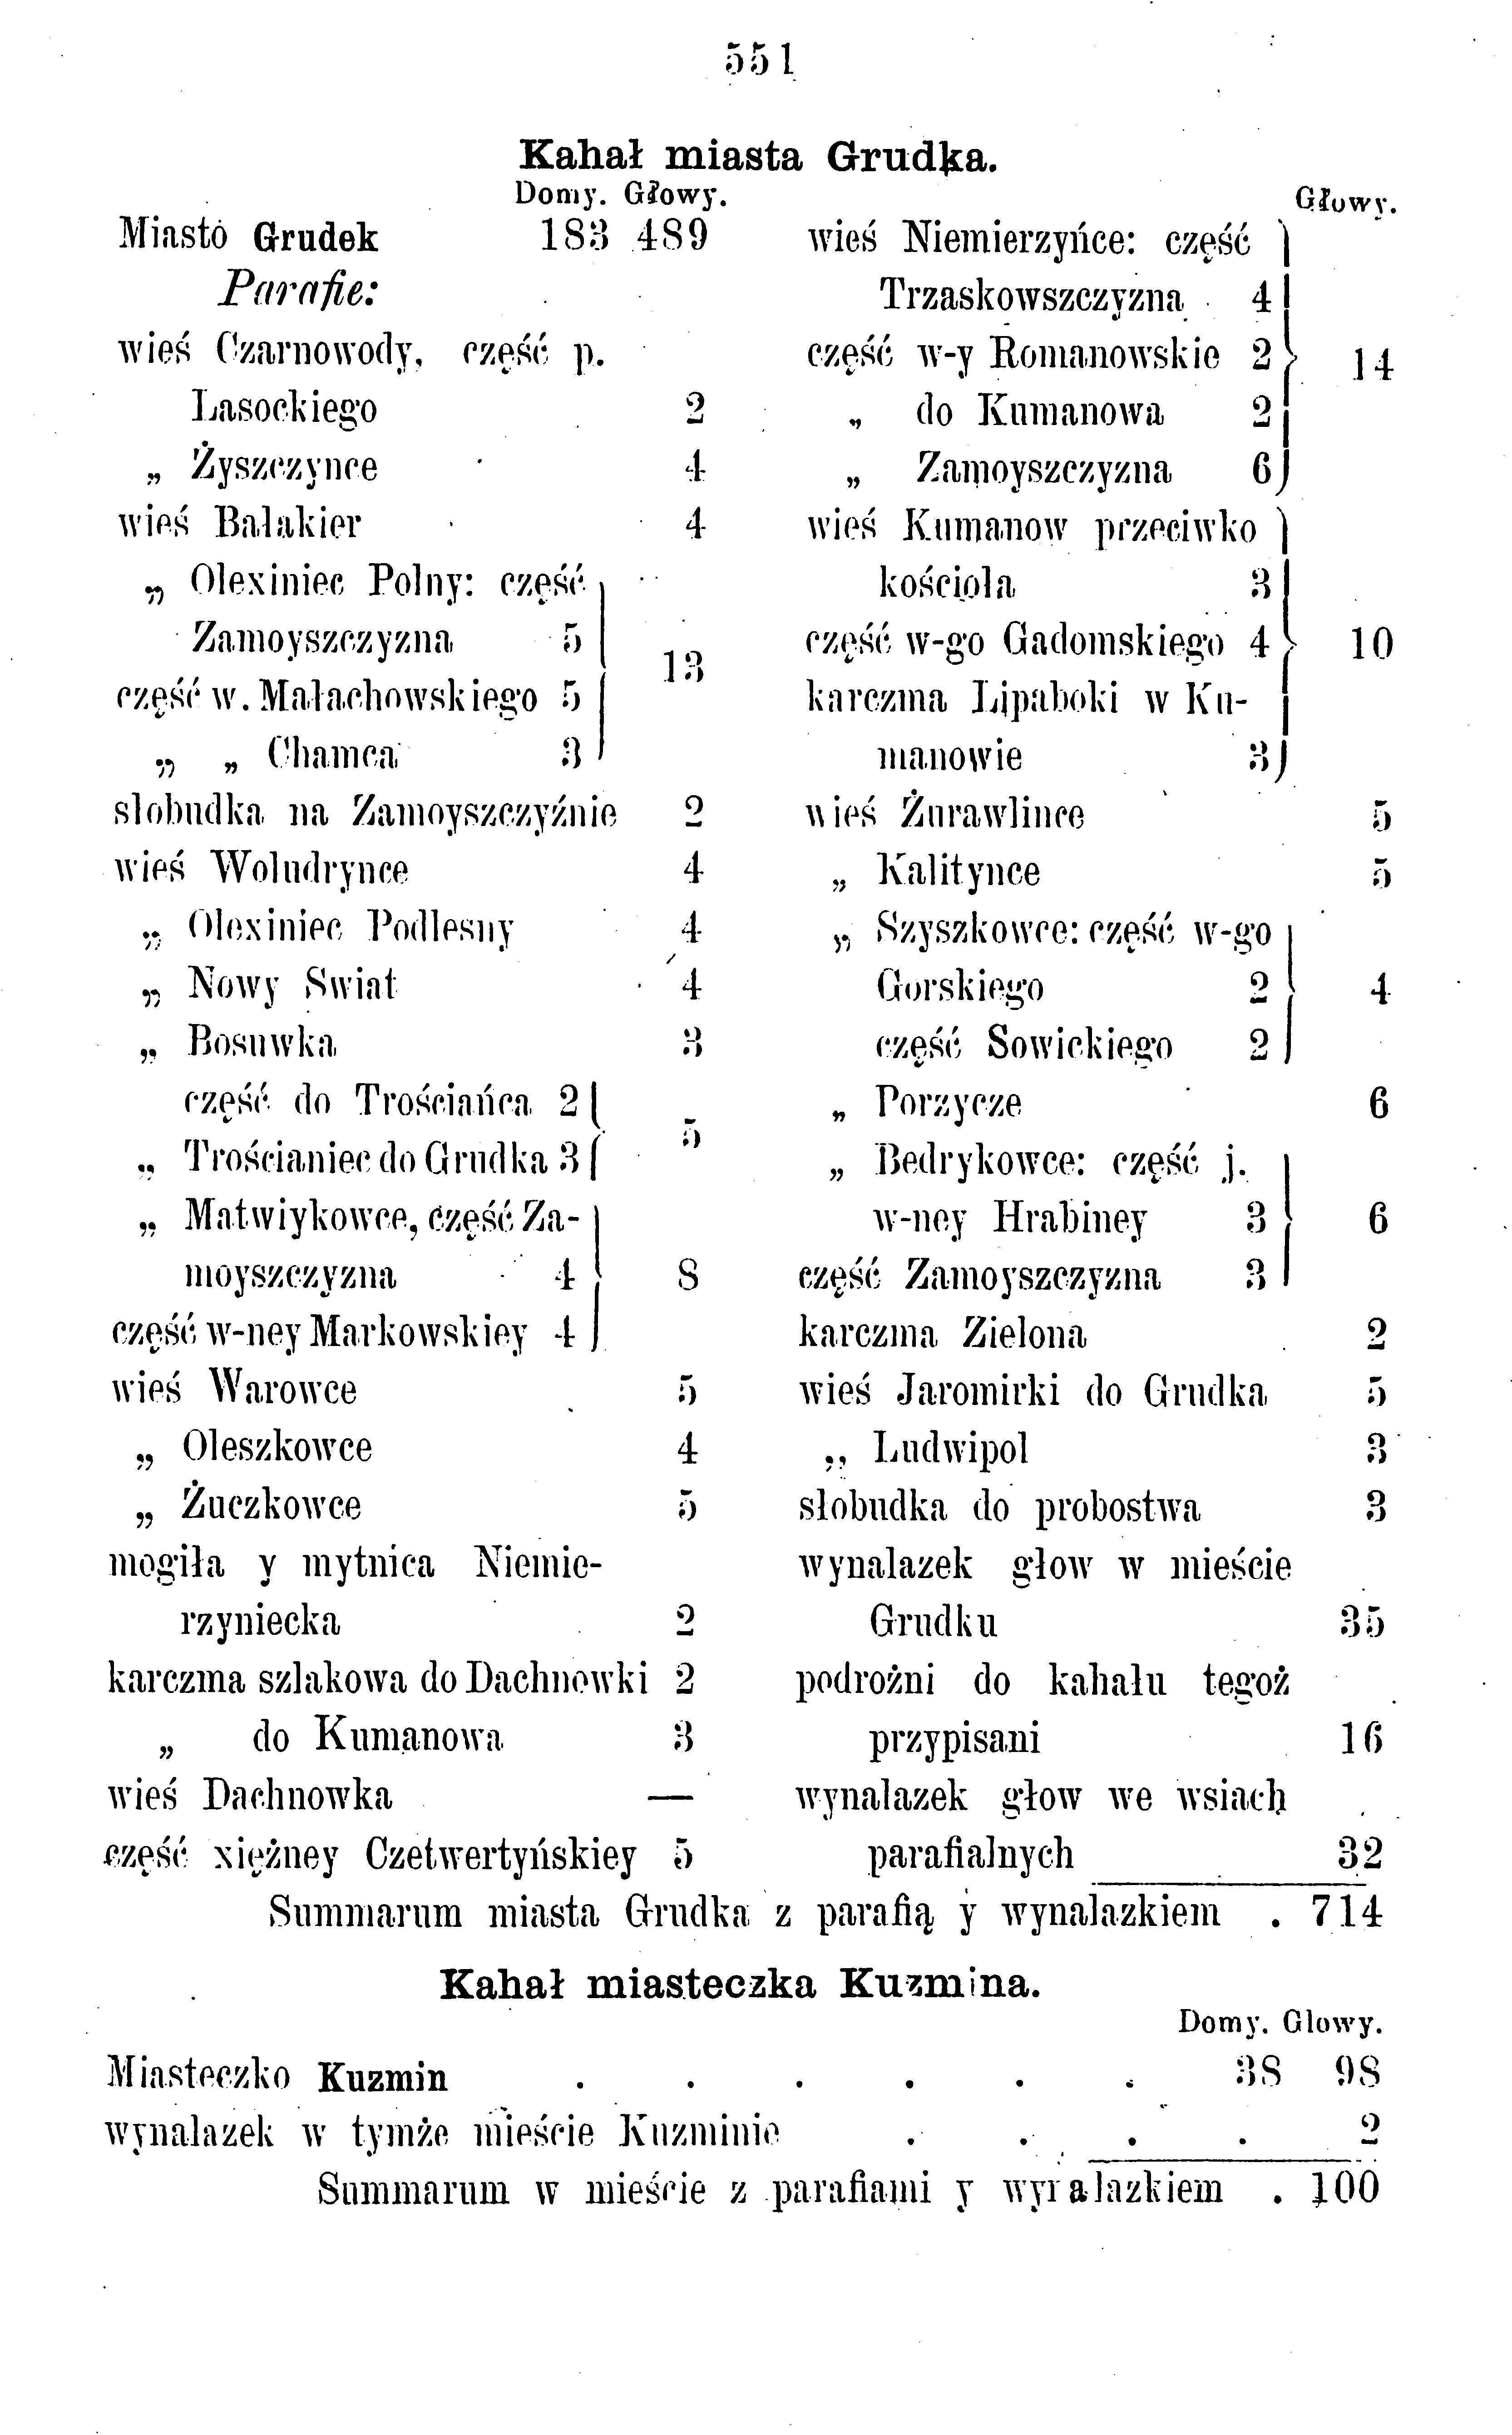 551
Kahał miasta Grudka.
Domy. Głowy.
Miasto Grudek 183 489
Parafie:
wieś Czarnowody, część p.
Lasockiego 2
„ Żyszczynce 4
wieś Bałakier 4
„ Olexiniec Polny: część
Zamoyszczyzna 5
13
część w. Małachowskiego 5
„ „ Chamca 3
słobudka na Zamoyszczyźnie 2
wieś Woludrynce 4
„ Olexiniec Podlesny 4
„ Nowy Swiat 4
„ Bosuwka 3
część do Trościańca 2
5
„ Trościaniec do Grudka 3
„ Matwiykowce, część Za-
moyszczyzna 4 8
część w-ney Markowskiey 4
wieś Warowce 5
„ Oleszkowce 4
„ Żuczkowce 5
mogiła y mytnica Niemie-
rzyniecka 2
karczma szlakowa do Dachnowki 2
„ do Kumanowa 3
wieś Dachnowka —
część xiężney Czetwertyńskiey 5
Głowy.
wieś Niemierzyńce: część
Trzaskowszczyzna 4
część w-y Romanowskie 2 14
„ do Kumanowa 2
„ Zamoyszczyzna 6
wieś Kumanow przeciwko
kościoła 3
część w-go Gadomskiego 4 10
karczma Lipaboki w Ku-
manowie 3
wieś Żurawlince 5
„ Kalitynce 5
„ Szyszkowce: część w-go
Gorskiego 2 4
część Sowickiego 2
„ Porzycze 6
„ Bedrykowce: część j.
w-ney Hrabiney 3 6
część Zamoyszczyzna 3
karczma Zielona 2
wieś Jaromirki do Grudka 5
„ Ludwipol 3
słobudka do probostwa 3
wynalazek głow w mieście
Grudku 35
podrożni do kahału tegoż
przypisani 16
wynalazek głow we wsiach
parafialnych 32
Summarum miasta Grudka z parafią y wynalazkiem . 714
Kahał miasteczka Kuzmina.
Domy. Glowy.
Miasteczko Kuzmin . . . . . . 38 98
wynalazek w tymże mieście Kuzminie . . . . 2
Summarum w mieście z parafiami y wynalazkiem . 100